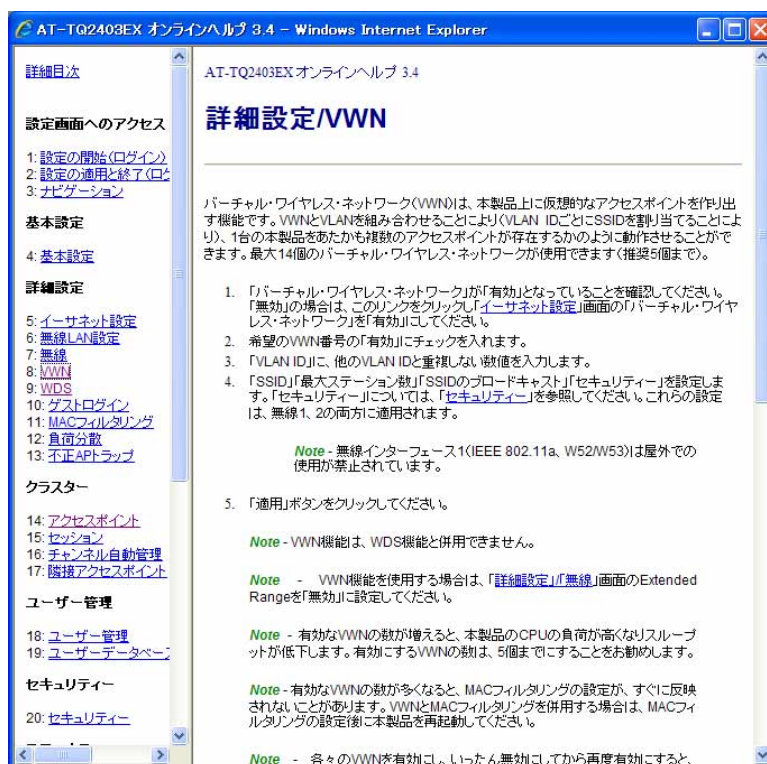 AT-TQ2403EX オンラインヘルプ 3.4 - Windows Internet Explorer
詳細目次
設定画面へのアクセス
1: 設定の開始(ログイン)
2: 設定の適用と終了(ログ
3: ナビゲーション
基本設定
4: 基本設定
詳細設定
5: イーサネット設定
6: 無線LAN設定
7: 無線
8: VWN
9: WDS
10: ゲストログイン
11: MACフィルタリング
12: 負荷分散
13: 不正APトラップ
クラスター
14: アクセスポイント
15: セッション
16: チャンネル自動管理
17: 隣接アクセスポイント
ユーザー管理
18: ユーザー管理
19: ユーザーデータベー
セキュリティー
20: セキュリティー
AT-TQ2403EX オンラインヘルプ 3.4
詳細設定/VWN
バーチャル・ワイヤレス・ネットワーク(VWN)は、本製品上に仮想的なアクセスポイントを作り出
す機能です。VWNとVLANを組み合わせることにより(VLAN IDごとにSSIDを割り当てることによ
り)、1台の本製品をあたかも複数のアクセスポイントが存在するかのように動作させることがで
きます。最大14個のバーチャル・ワイヤレス・ネットワークが使用できます(推奨5個まで)。
1. 「バーチャル・ワイヤレス・ネットワーク」が「有効」となっていることを確認してください。
「無効」の場合は、このリンクをクリックし「イーサネット設定」画面の「バーチャル・ワイヤ
レス・ネットワーク」を「有効」にしてください。
2. 希望のVWN番号の「有効」にチェックを入れます。
3. 「VLAN ID」に、他のVLAN IDと重複しない数値を入力します。
4. 「SSID」「最大ステーション数」「SSIDのブロードキャスト」「セキュリティー」を設定しま
す。「セキュリティー」については、「セキュリティー」を参照してください。これらの設定
は、無線1、2の両方に適用されます。
Note - 無線インターフェース1(IEEE 802.11a、W52/W53)は屋外での
使用が禁止されています。
5. 「適用」ボタンをクリックしてください。
Note - VWN機能は、WDS機能と併用できません。
Note - VWN機能を使用する場合は、「詳細設定」/「無線」画面のExtended
Rangeを「無効」に設定してください。
Note - 有効なVWNの数が増えると、本製品のCPUの負荷が高くなりスループ
ットが低下します。有効にするVWNの数は、5個までにすることをお勧めします。
Note - 有効なVWNの数が多くなると、MACフィルタリングの設定が、すぐに反映
されないことがあります。VWNとMACフィルタリングを併用する場合は、MACフィ
ルタリングの設定後に本製品を再起動してください。
Note - 各々のVWNを有効にし、いったん無効にしてから再度有効にすると、